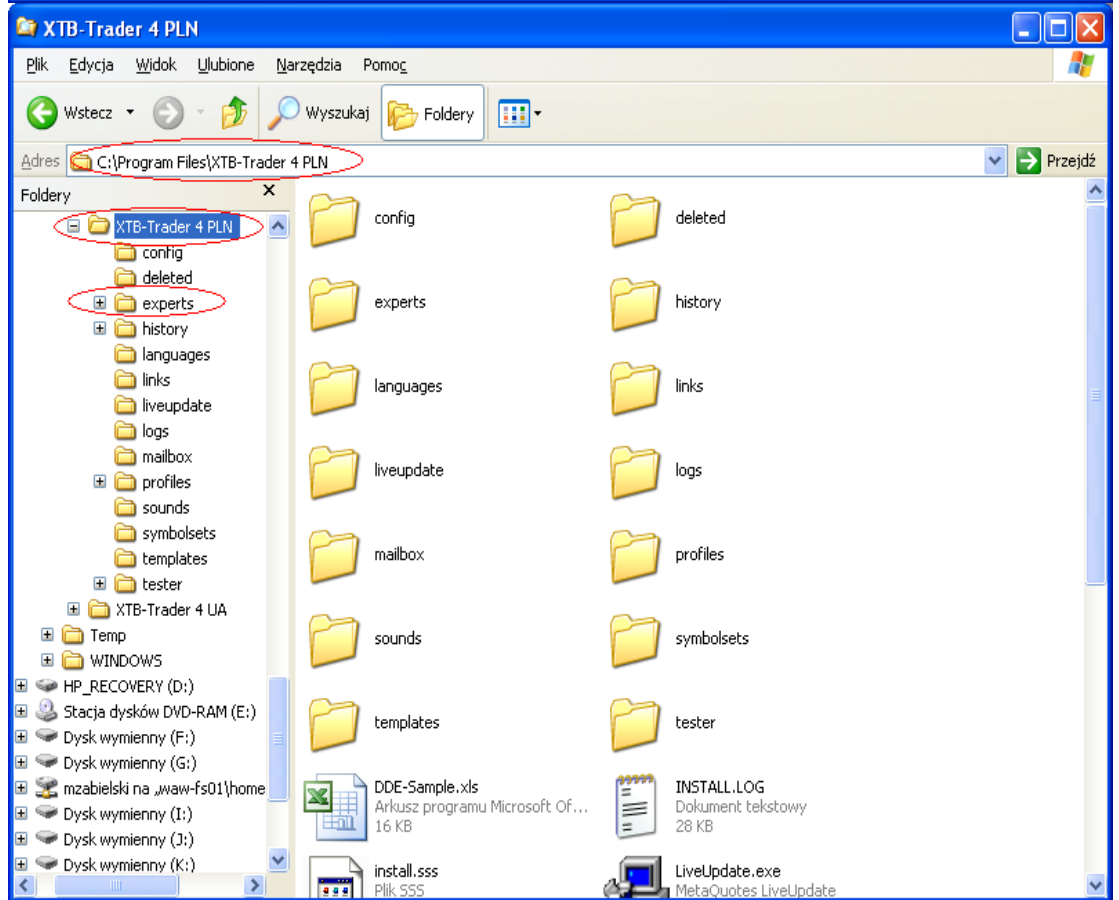 XTB-Trader 4 PLN
Plik Edycja Widok Ulubione Narzędzia Pomoc
Wstecz Wyszukaj Foldery
Adres C:\Program Files\XTB-Trader 4 PLN Przejdź
Foldery x
XTB-Trader 4 PLN
config
deleted
experts
history
languages
links
liveupdate
logs
mailbox
profiles
sounds
symbolsets
templates
tester
XTB-Trader 4 UA
Temp
WINDOWS
HP_RECOVERY (D:)
Stacja dysków DVD-RAM (E:)
Dysk wymienny (F:)
Dysk wymienny (G:)
mzabielski na „waw-fs01\home
Dysk wymienny (I:)
Dysk wymienny (J:)
Dysk wymienny (K:)
config deleted
experts history
languages links
liveupdate logs
mailbox profiles
sounds symbolsets
templates tester
DDE-Sample.xls INSTALL.LOG
Arkusz programu Microsoft Of... Dokument tekstowy
16 KB 28 KB
install.sss LiveUpdate.exe
Plik SSS MetaQuotes LiveUpdate